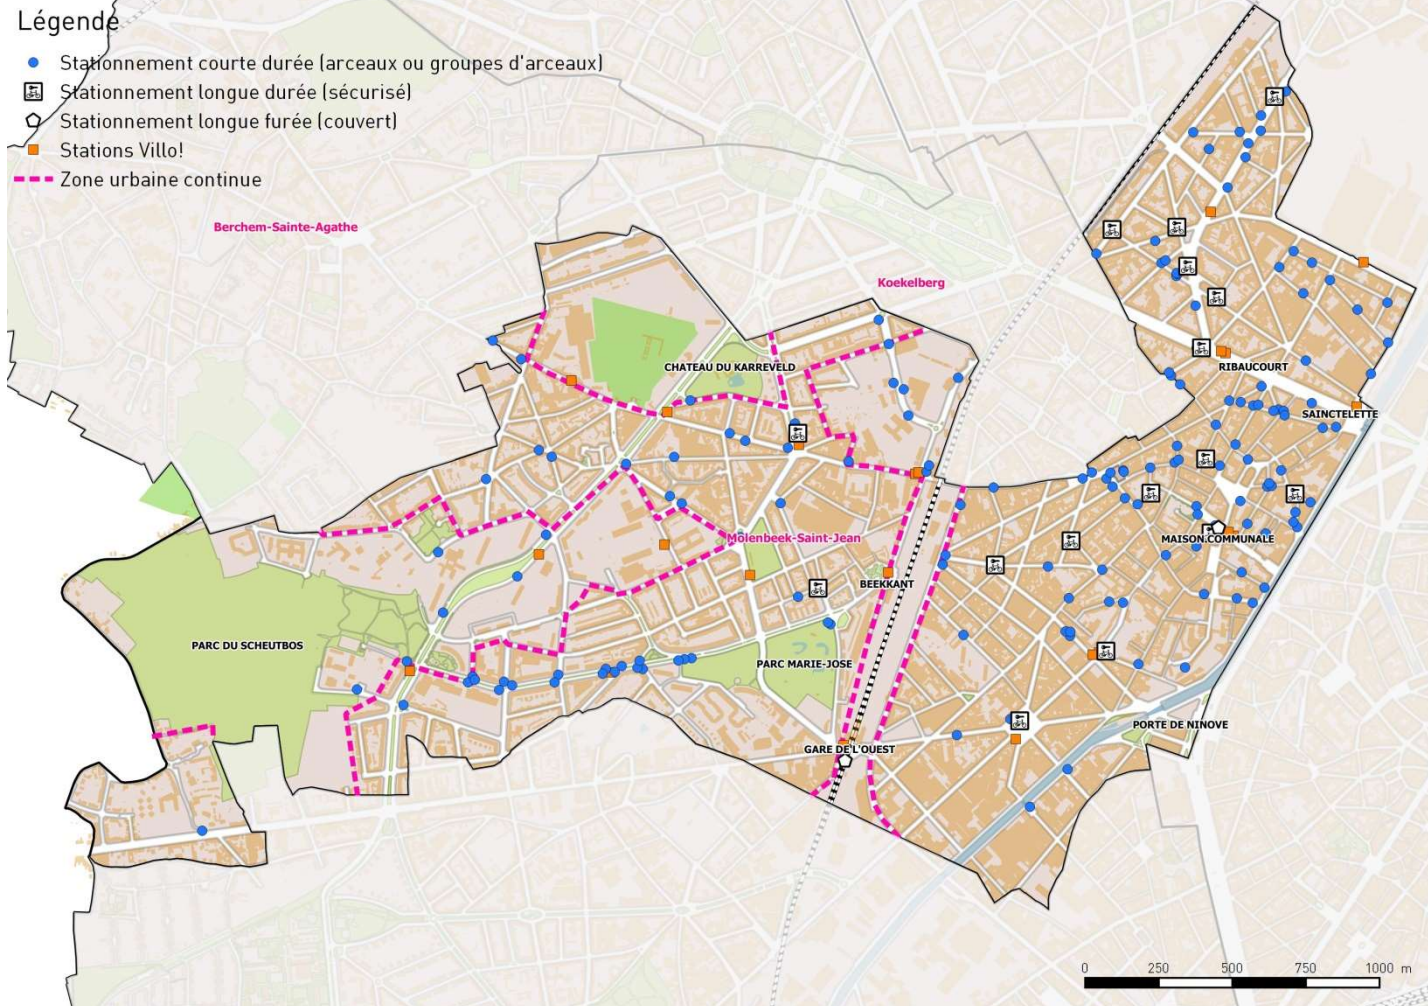 Légende
Stationnement courte durée (arceaux ou groupes d'arceaux)
Stationnement longue durée (sécurisé)
Stationnement longue furée (couvert)
Stations Villo!
Zone urbaine continue
Berchem-Sainte-Agathe
Koekelberg
CHATEAU DU KARREVELD
RIBAUCOURT
SAINCTELETTE
Molenbeek-Saint-Jean
MAISON COMMUNALE
BEEKKANT
PARC DU SCHEUTBOS
PARC MARIE-JOSE
PORTE DE NINOVE
GARE DE L'OUEST
0 250 500 750 1000 m